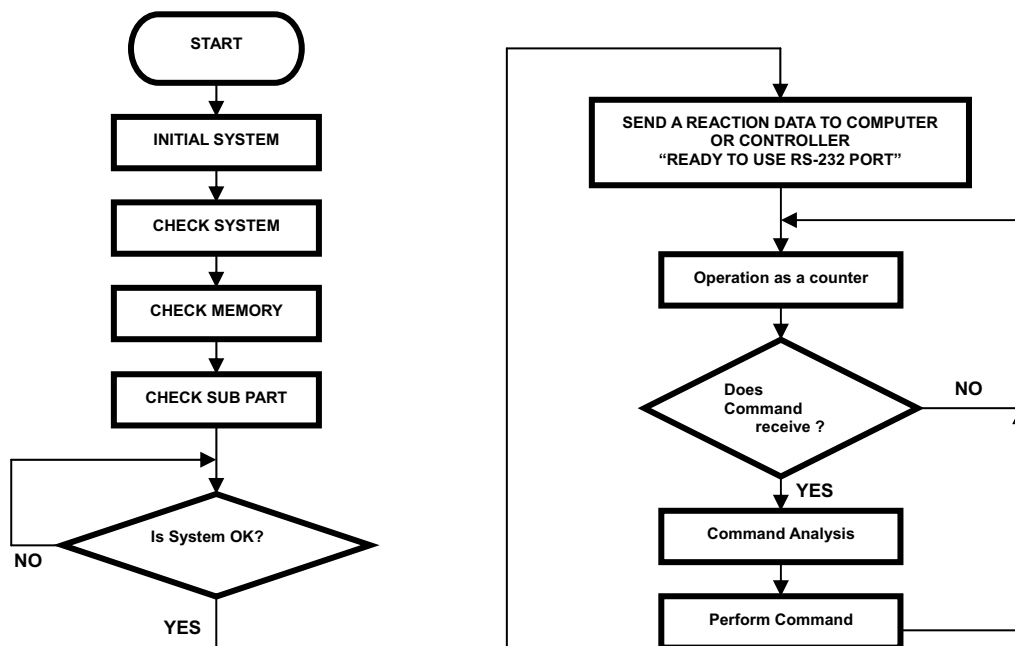 START
INITIAL SYSTEM
CHECK SYSTEM
CHECK MEMORY
CHECK SUB PART
Is System OK?
NO
YES
SEND A REACTION DATA TO COMPUTER
OR CONTROLLER
“READY TO USE RS-232 PORT”
Operation as a counter
Does
Command
receive ?
NO
YES
Command Analysis
Perform Command